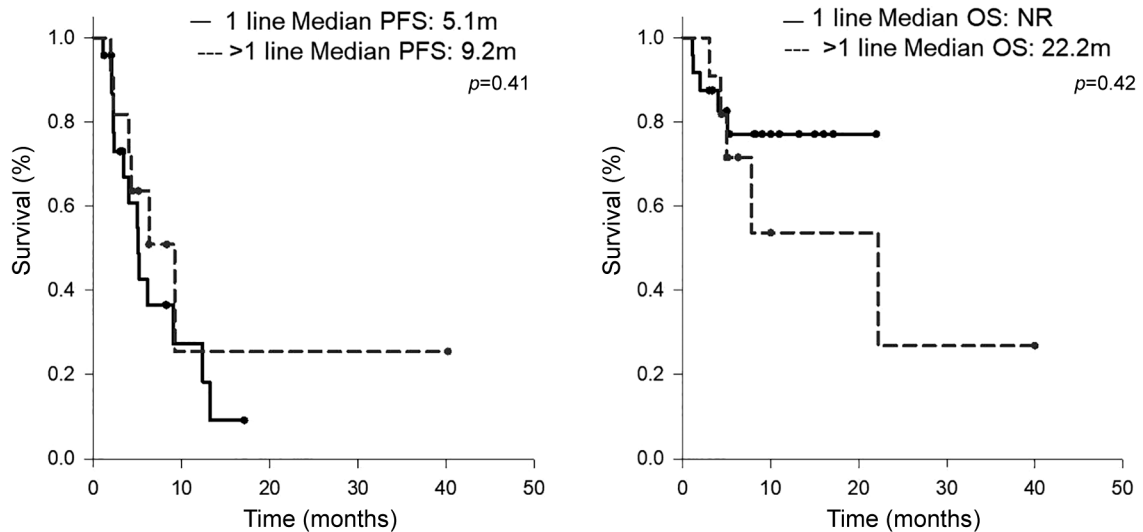 1 line Median PFS: 5.1m
>1 line Median PFS: 9.2m
p=0.41
Survival (%)
1.0
0.8
0.6
0.4
0.2
0.0
0 10 20 30 40 50
Time (months)
1 line Median OS: NR
>1 line Median OS: 22.2m
p=0.42
Survival (%)
1.0
0.8
0.6
0.4
0.2
0.0
0 10 20 30 40 50
Time (months)